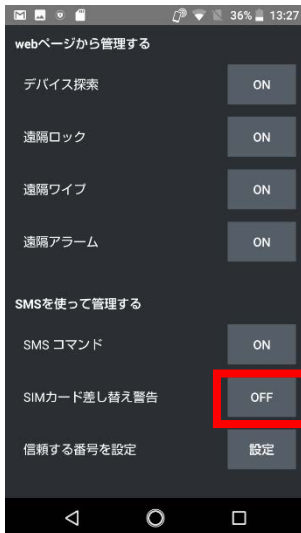 36% 13:27
webページから管理する
デバイス探索 ON
遠隔ロック ON
遠隔ワイプ ON
遠隔アラーム ON
SMSを使って管理する
SMS コマンド ON
SIMカード差し替え警告 OFF
信頼する番号を設定 設定